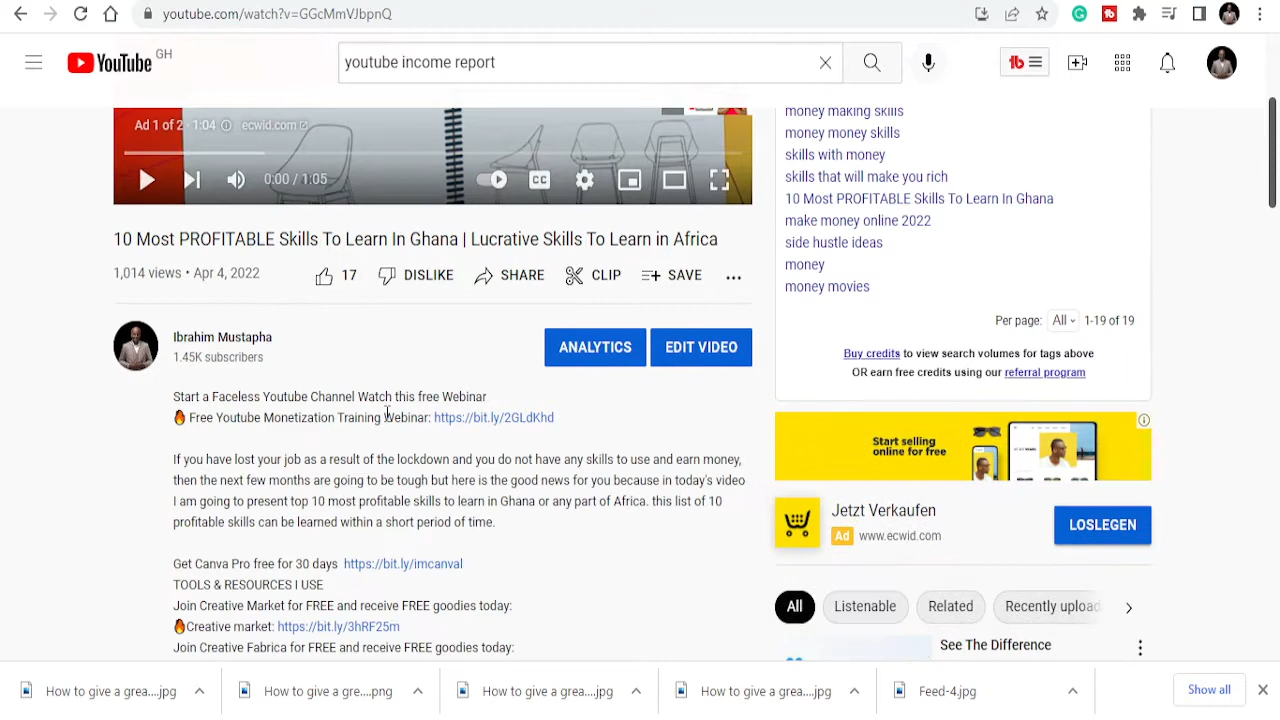 youtube.com/watch?v=GGcMmVJbpnQ
YouTube GH
youtube income report
Ad 1 of 2 · 1:04 ecwid.com
0:00 / 1:05
CC
10 Most PROFITABLE Skills To Learn In Ghana | Lucrative Skills To Learn in Africa
1,014 views • Apr 4, 2022
17 DISLIKE SHARE CLIP SAVE
Ibrahim Mustapha
1.45K subscribers
ANALYTICS EDIT VIDEO
Start a Faceless Youtube Channel Watch this free Webinar
Free Youtube Monetization Training Webinar: https://bit.ly/2GLdKhd
If you have lost your job as a result of the lockdown and you do not have any skills to use and earn money,
then the next few months are going to be tough but here is the good news for you because in today's video
I am going to present top 10 most profitable skills to learn in Ghana or any part of Africa. this list of 10
profitable skills can be learned within a short period of time.
Get Canva Pro free for 30 days https://bit.ly/imcanval
TOOLS & RESOURCES I USE
Join Creative Market for FREE and receive FREE goodies today:
Creative market: https://bit.ly/3hRF25m
Join Creative Fabrica for FREE and receive FREE goodies today:
money making skills
money money skills
skills with money
skills that will make you rich
10 Most PROFITABLE Skills To Learn In Ghana
make money online 2022
side hustle ideas
money
money movies
Per page: All 1-19 of 19
Buy credits to view search volumes for tags above
OR earn free credits using our referral program
Start selling
online for free
Jetzt Verkaufen
Ad www.ecwid.com
LOSLEGEN
All Listenable Related Recently upload
See The Difference
How to give a grea....jpg
How to give a gre....png
How to give a grea....jpg
How to give a grea....jpg
Feed-4.jpg
Show all